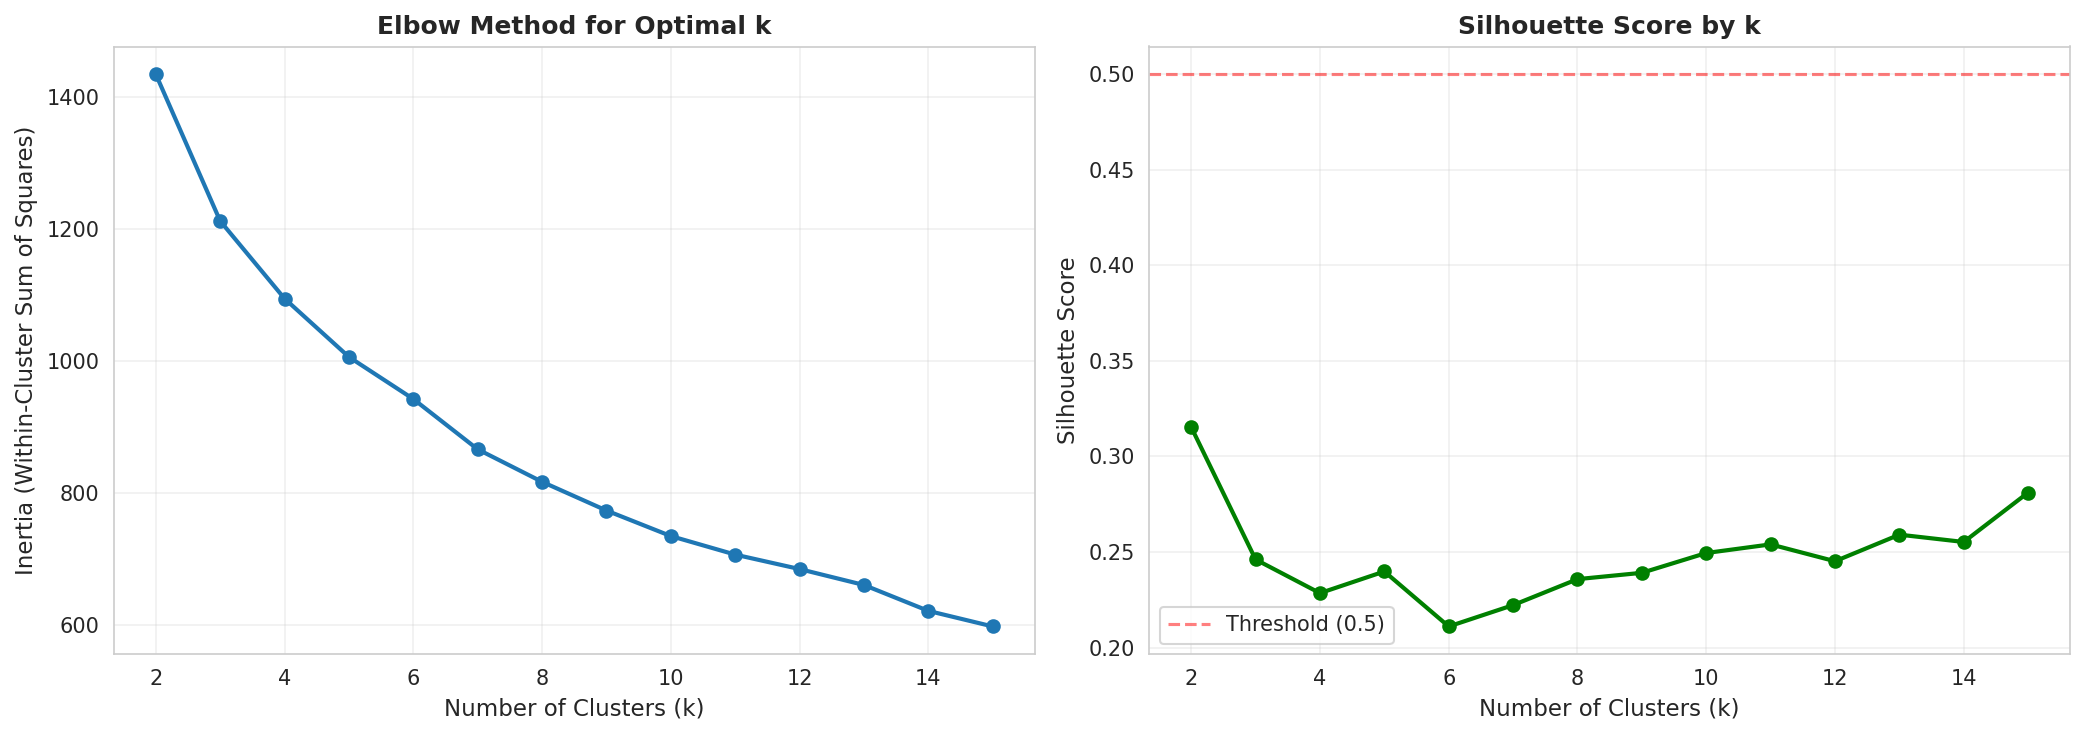 Elbow Method for Optimal k
Inertia (Within-Cluster Sum of Squares)
1400
1200
1000
800
600
2 4 6 8 10 12 14
Number of Clusters (k)
Silhouette Score by k
Silhouette Score
0.50
0.45
0.40
0.35
0.30
0.25
0.20
Threshold (0.5)
2 4 6 8 10 12 14
Number of Clusters (k)